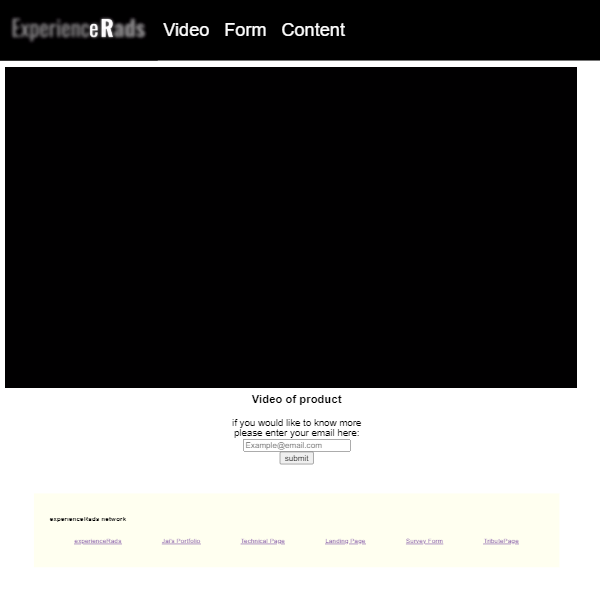 ExperienceRads Video Form Content
Video of product
if you would like to know more
please enter your email here:
Example@email.com
submit
experienceRads network
experienceRads Jal's Portfolio Technical Page Landing Page Survey Form TributePage